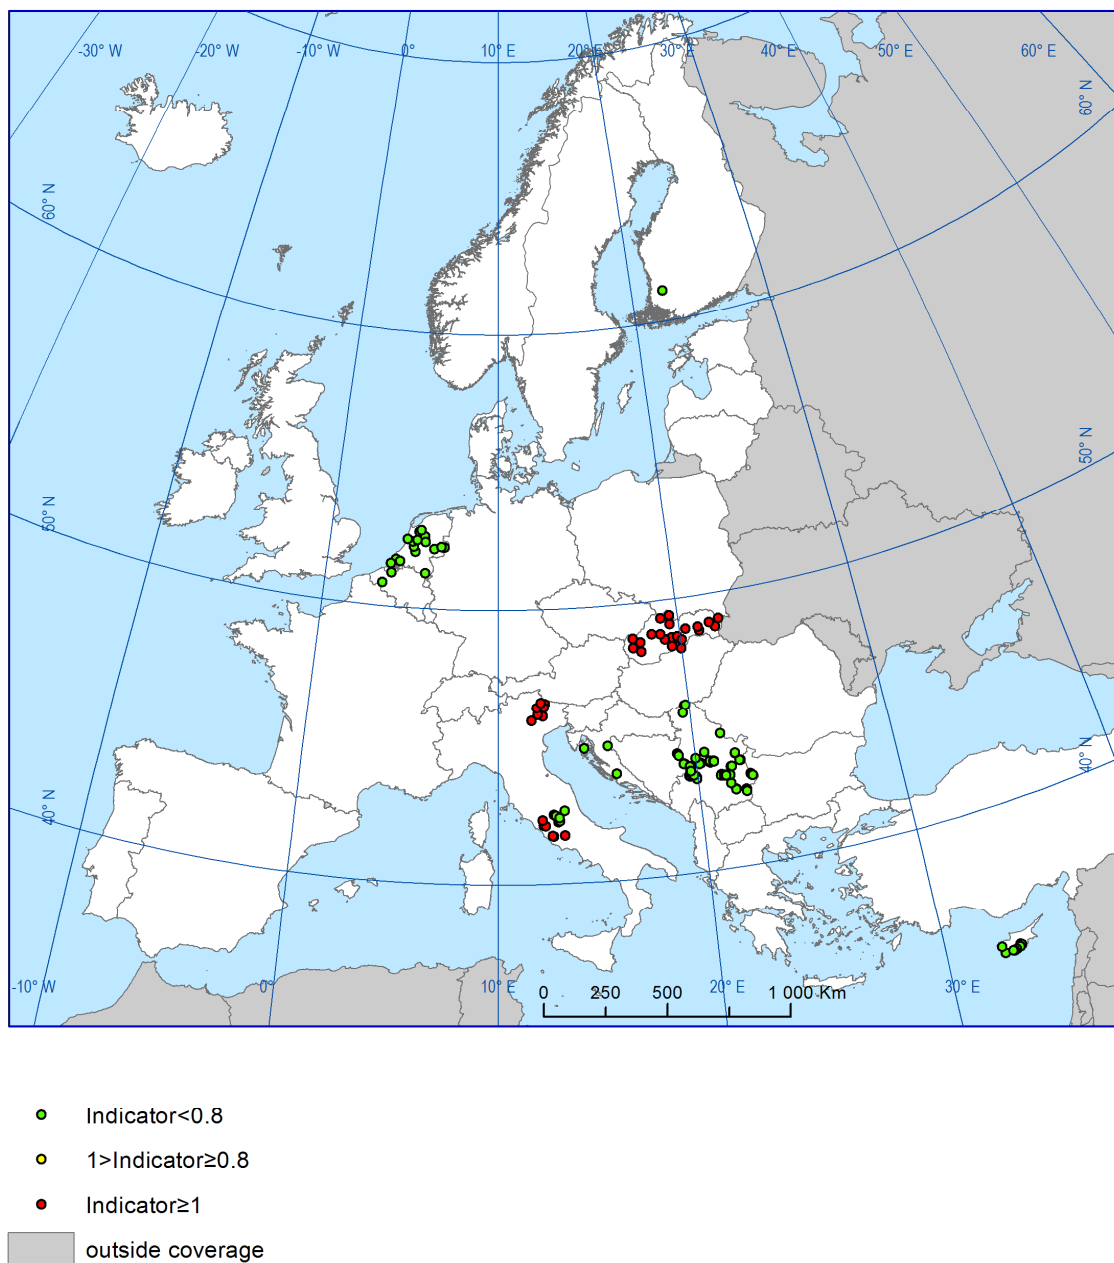 -30° W -20° W -10° W 0° 10° E 20° E 30° E 40° E 50° E 60° E
60° N
60° N
50° N
50° N
40° N
40° N
-10° W 0° 10° E 20° E 30° E
0 250 500 1 000 Km
Indicator<0.8
1>Indicator≥0.8
Indicator≥1
outside coverage